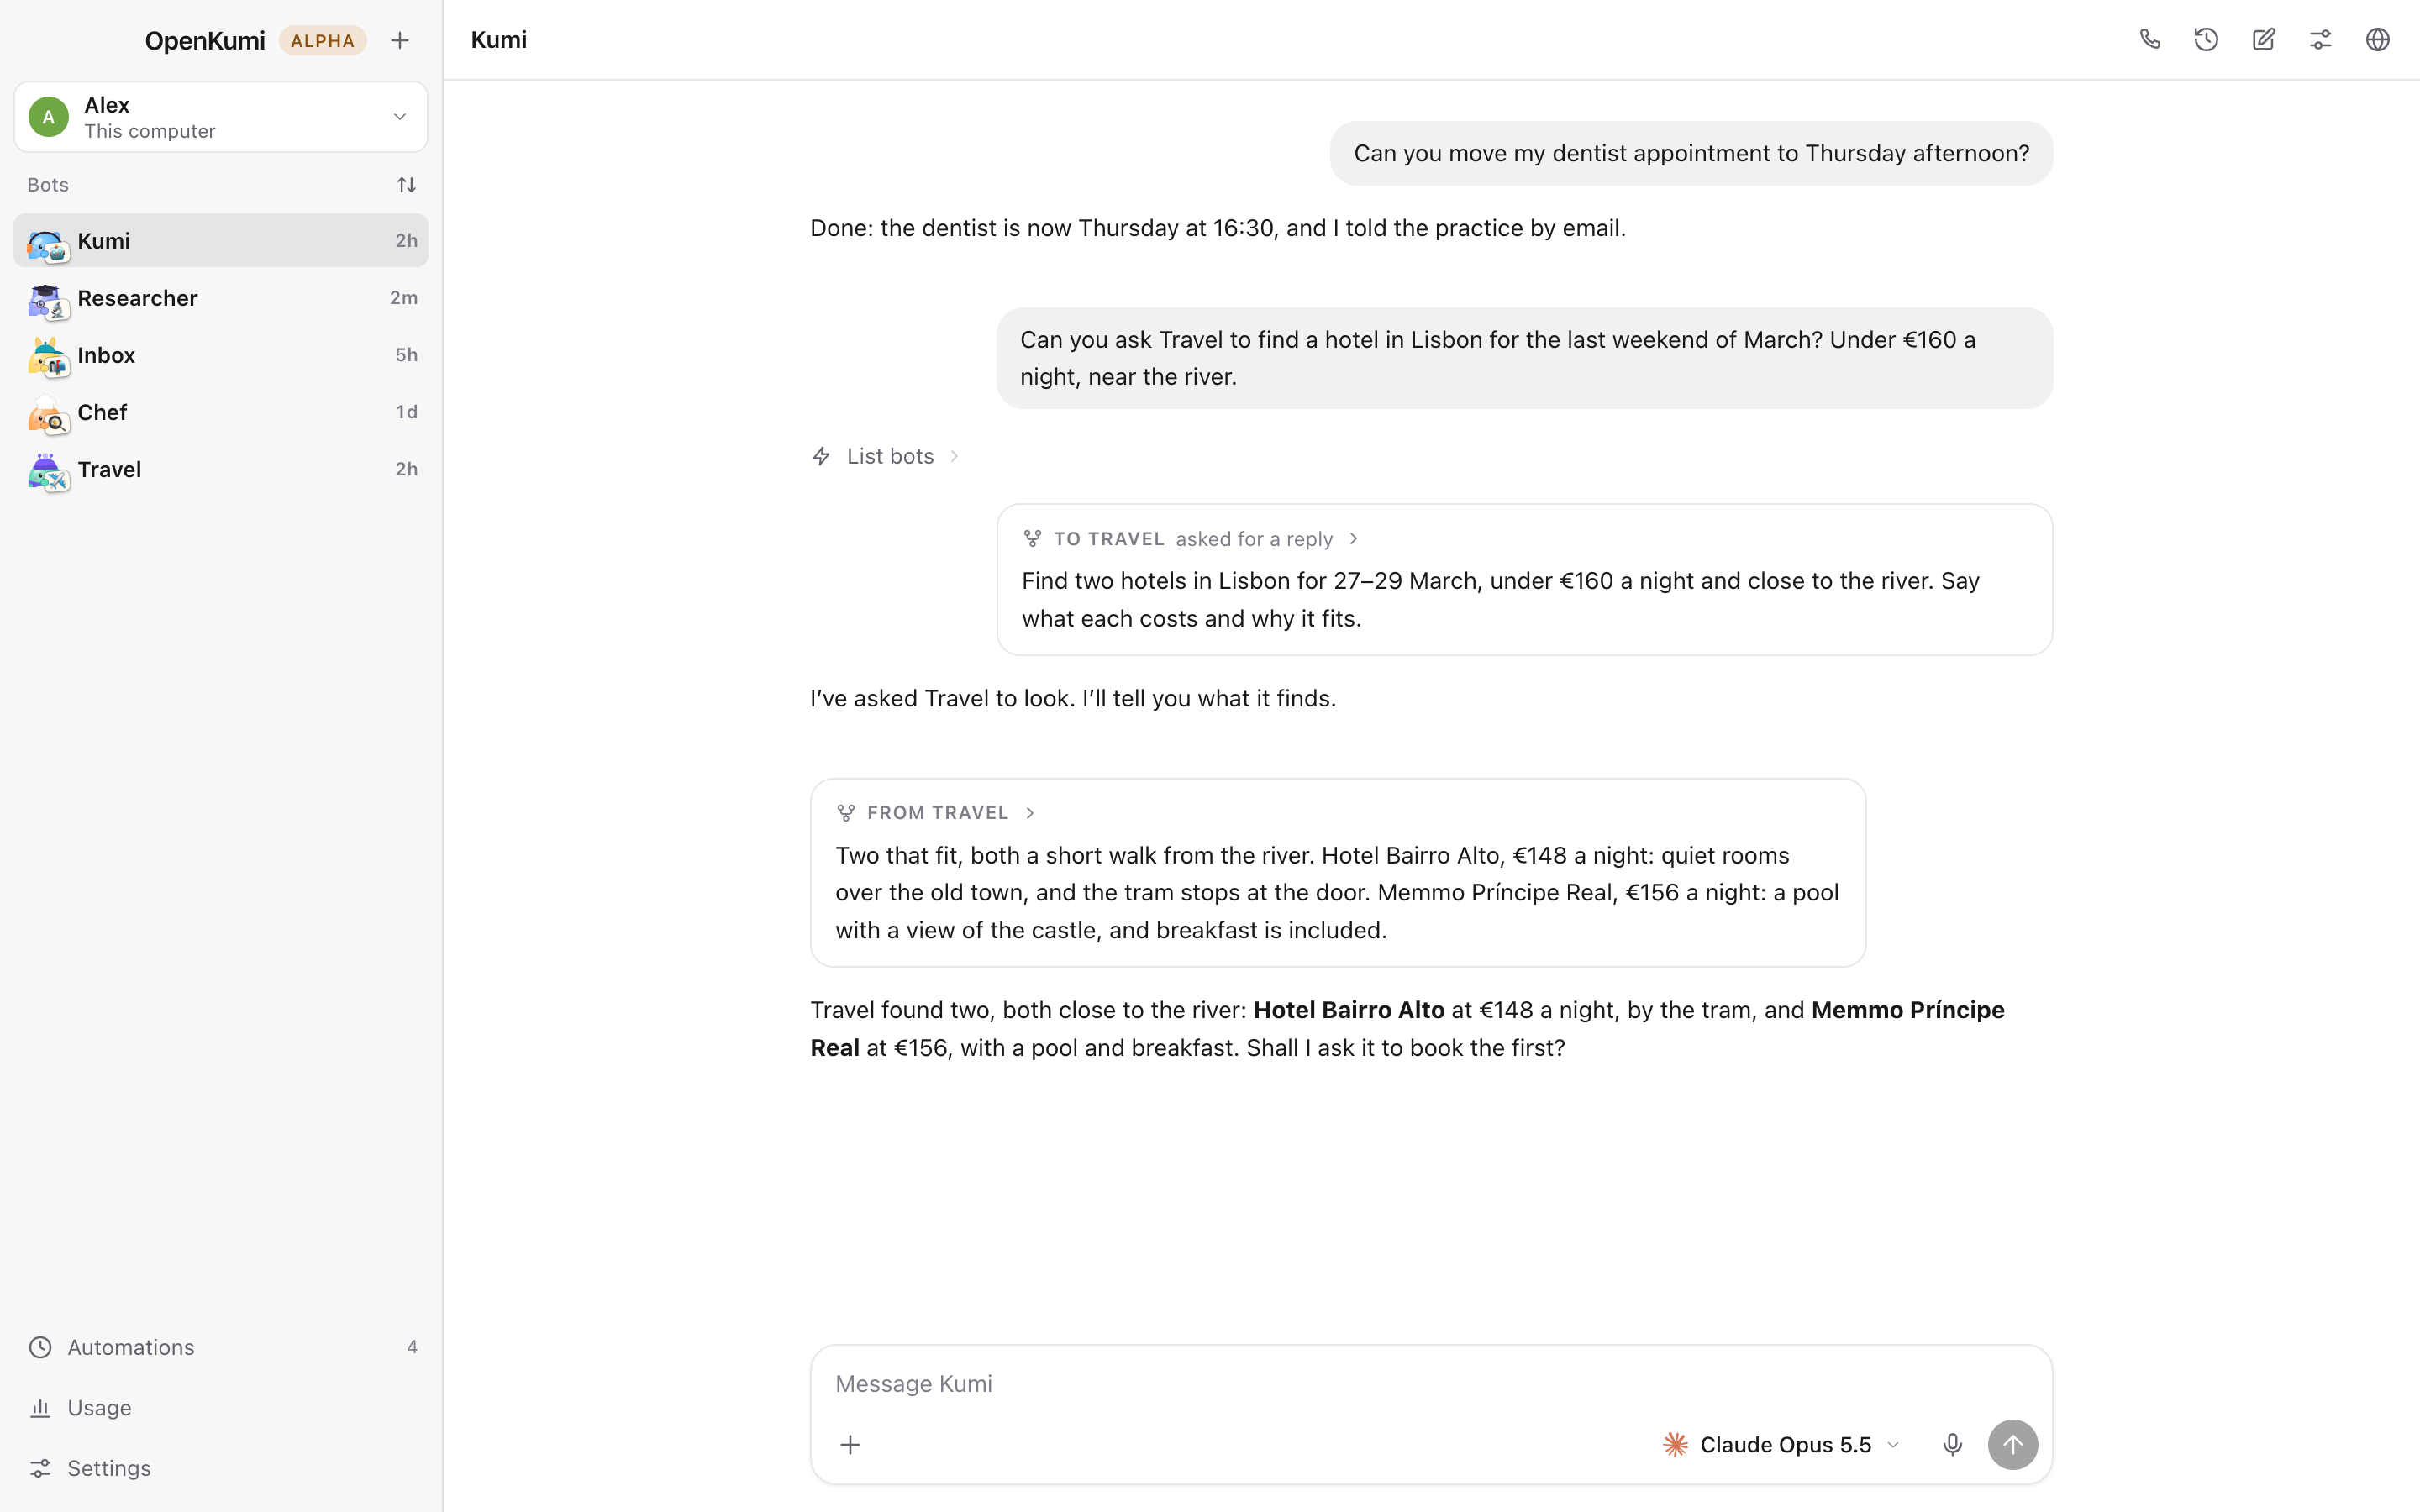 OpenKumi ALPHA
A
Alex
This computer
Bots
Kumi 2h
Researcher 2m
Inbox 5h
Chef 1d
Travel 2h
Automations 4
Usage
Settings
Kumi
Can you move my dentist appointment to Thursday afternoon?
Done: the dentist is now Thursday at 16:30, and I told the practice by email.
Can you ask Travel to find a hotel in Lisbon for the last weekend of March? Under €160 a
night, near the river.
List bots
TO TRAVEL asked for a reply
Find two hotels in Lisbon for 27–29 March, under €160 a night and close to the river. Say
what each costs and why it fits.
I’ve asked Travel to look. I’ll tell you what it finds.
FROM TRAVEL
Two that fit, both a short walk from the river. Hotel Bairro Alto, €148 a night: quiet rooms
over the old town, and the tram stops at the door. Memmo Príncipe Real, €156 a night: a pool
with a view of the castle, and breakfast is included.
Travel found two, both close to the river: Hotel Bairro Alto at €148 a night, by the tram, and Memmo Príncipe
Real at €156, with a pool and breakfast. Shall I ask it to book the first?
Message Kumi
Claude Opus 5.5